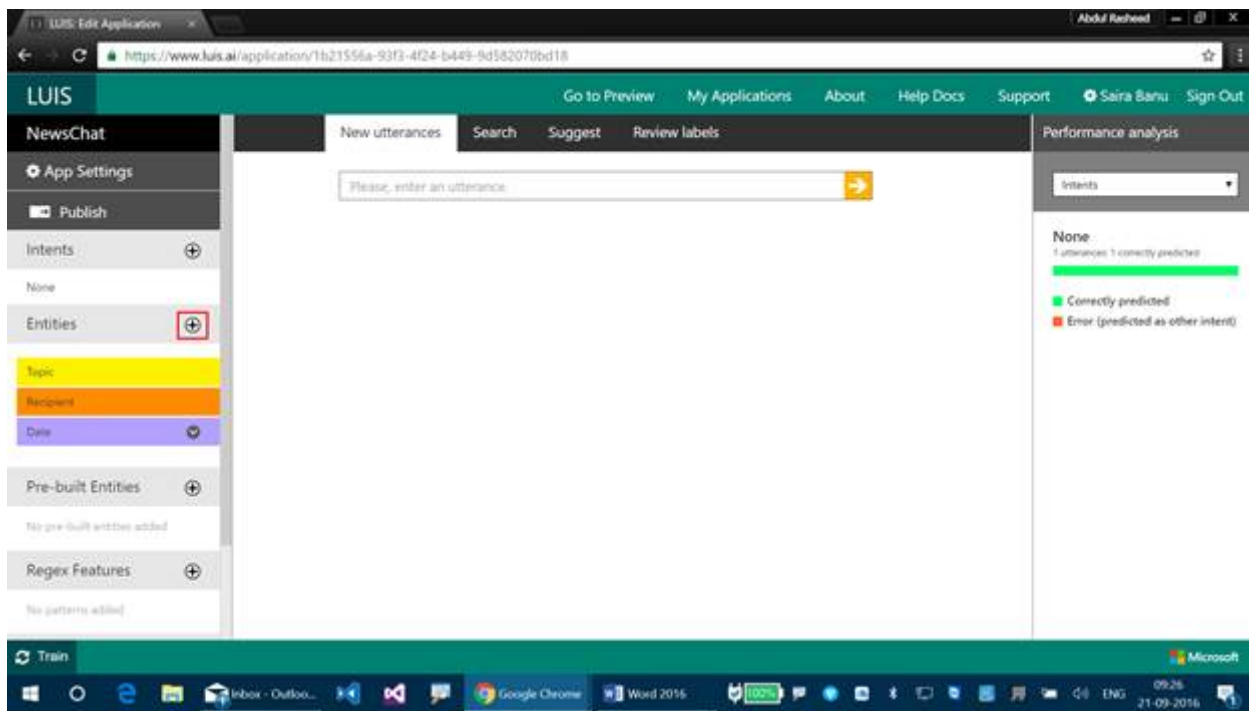 LUIS: Edit Application
Abdul Rasheed
https://www.luis.ai/application/1b21556a-93f3-4f24-b449-9d582070bd18
LUIS
Go to Preview My Applications About Help Docs Support Saira Banu Sign Out
NewsChat
New utterances Search Suggest Review labels
Performance analysis
App Settings
Please, enter an utterance
Intents
Publish
Intents
None
1 utterances 1 correctly predicted
None
Correctly predicted
Entities
Error (predicted as other intent)
Topic
Recipient
Date
Pre-built Entities
No pre-built entities added
Regex Features
No patterns added
Train
Microsoft
Inbox - Outloo... Google Chrome Word 2016 100% ENG 09:26
21-09-2016